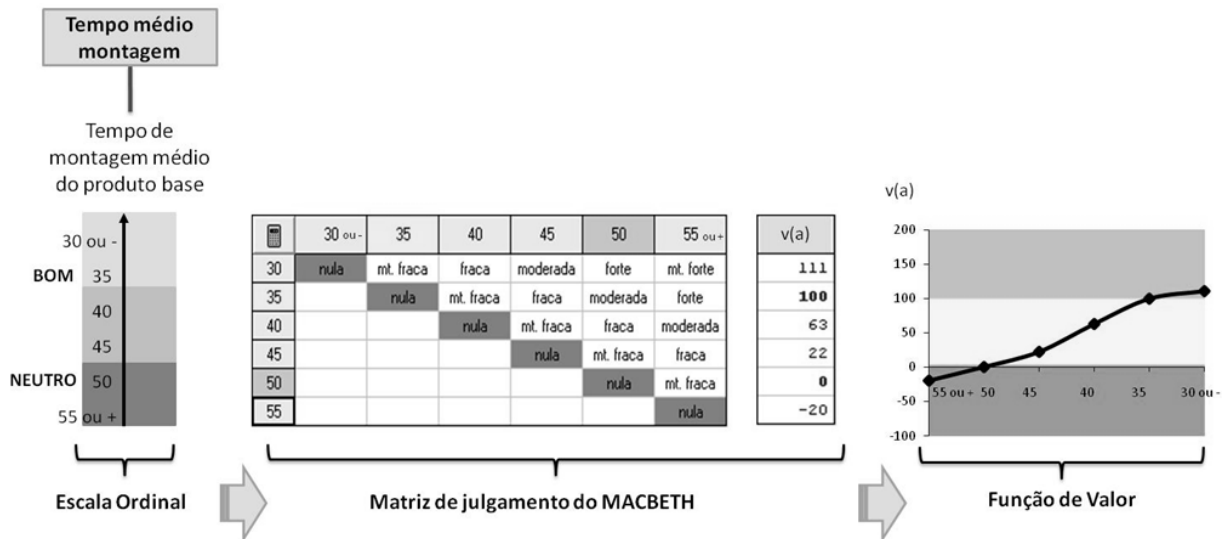 Tempo médio
montagem
Tempo de
montagem médio
do produto base
30 ou -
BOM 35
40
45
NEUTRO 50
55 ou +
Escala Ordinal
30 ou - 35 40 45 50 55 ou+ v(a)
30 nula mt. fraca fraca moderada forte mt. forte 111
35 nula mt. fraca fraca moderada forte 100
40 nula mt. fraca fraca moderada 63
45 nula mt. fraca fraca 22
50 nula mt. fraca 0
55 nula -20
Matriz de julgamento do MACBETH
v(a)
200
150
100
50
0
-50
-100
55 ou + 50 45 40 35 30 ou -
Função de Valor